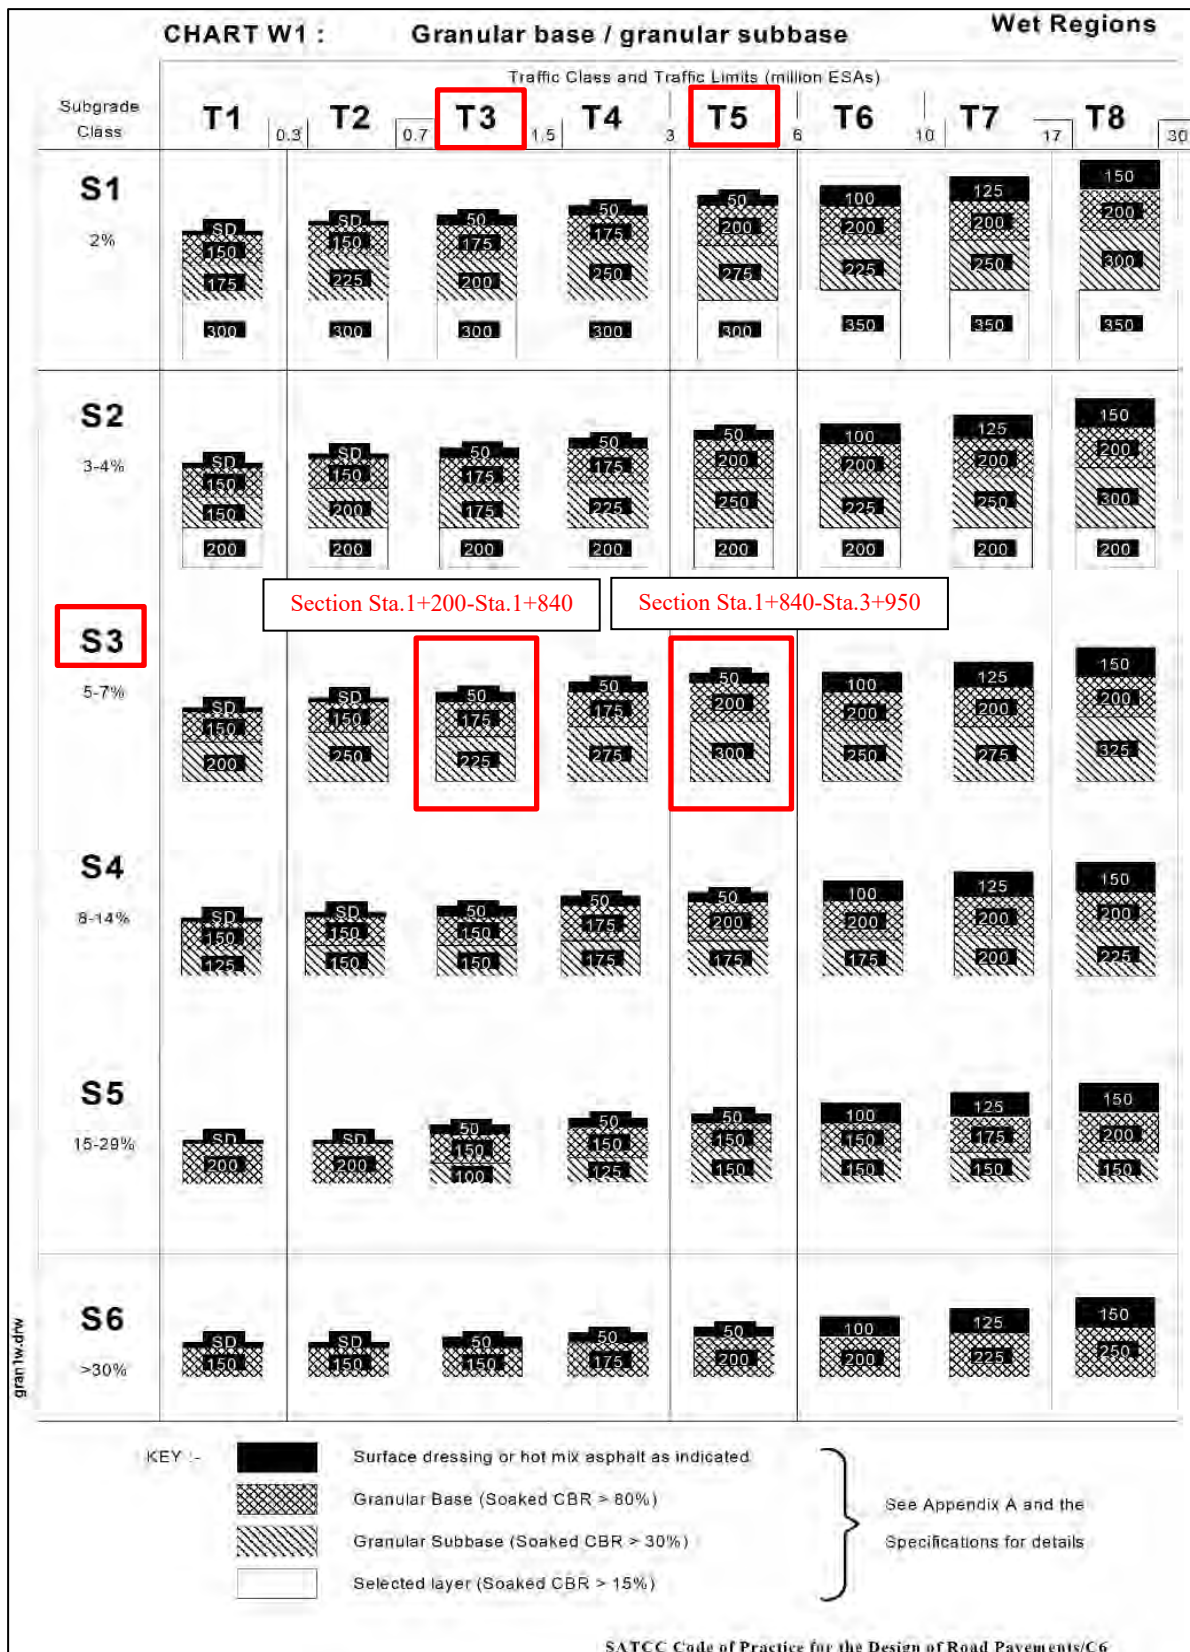 CHART W1 : Granular base / granular subbase Wet Regions
Traffic Class and Traffic Limits (million ESAs)
Subgrade Class T1 0.3 T2 0.7 T3 1.5 T4 3 T5 6 T6 10 T7 17 T8 30
S1
2%
SD SD 50 50 50 100 125 150
150 150 175 175 200 200 200 200
175 225 200 250 275 225 250 300
300 300 300 300 300 350 350 350
S2
3-4%
SD SD 50 50 50 100 125 150
150 150 175 175 200 200 200 200
150 200 175 225 250 225 250 300
200 200 200 200 200 200 200 200
Section Sta.1+200-Sta.1+840 Section Sta.1+840-Sta.3+950
S3
5-7%
SD SD 50 50 50 100 125 150
150 150 175 175 200 200 200 200
200 250 225 275 300 250 275 325
S4
8-14%
SD SD 50 50 50 100 125 150
150 150 150 175 200 200 200 200
125 150 150 175 175 175 200 225
S5
15-29%
SD SD 50 50 50 100 125 150
200 200 150 150 150 150 175 200
100 125 150 150 150 150
S6
>30%
SD SD 50 50 50 100 125 150
150 150 150 175 200 200 225 250
gran1w.drw
KEY :-
Surface dressing or hot mix asphalt as indicated
Granular Base (Soaked CBR > 80%)
Granular Subbase (Soaked CBR > 30%)
Selected layer (Soaked CBR > 15%)
See Appendix A and the
Specifications for details
SATCC Code of Practice for the Design of Road Pavements/C6